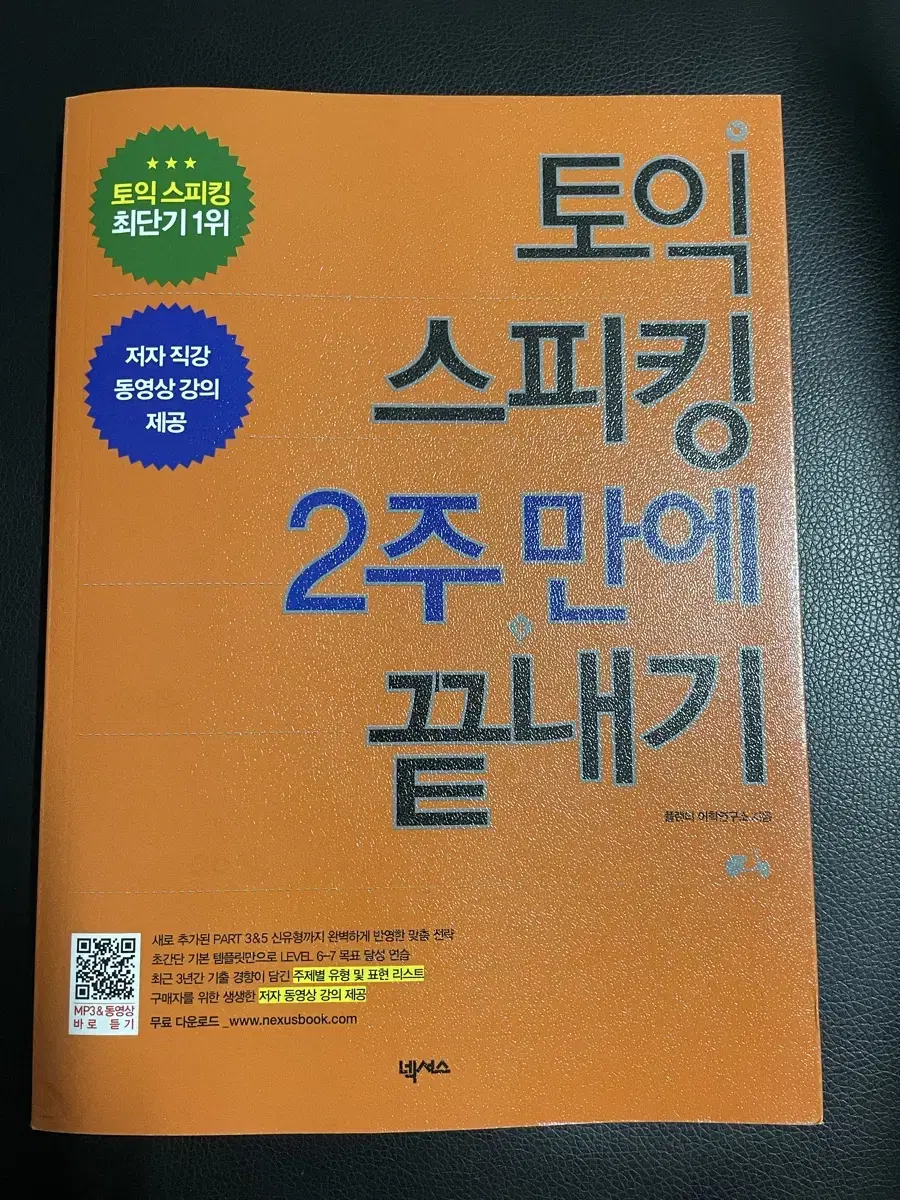 토익 스피킹
최단기 1위
저자 직강
동영상 강의
제공
토익
스피킹
2주 만에
끝내기
어학연구소 지음
새로 추가된 PART 3&5 신유형까지 완벽하게 반영한 맞춤 전략
초간단 기본 템플릿만으로 LEVEL 6-7 목표 달성 연습
최근 3년간 기출 경향이 담긴 주제별 유형 및 표현 리스트
구매자를 위한 생생한 저자 동영상 강의 제공
무료 다운로드 _www.nexusbook.com
MP3&동영상
바로 듣기
넥서스